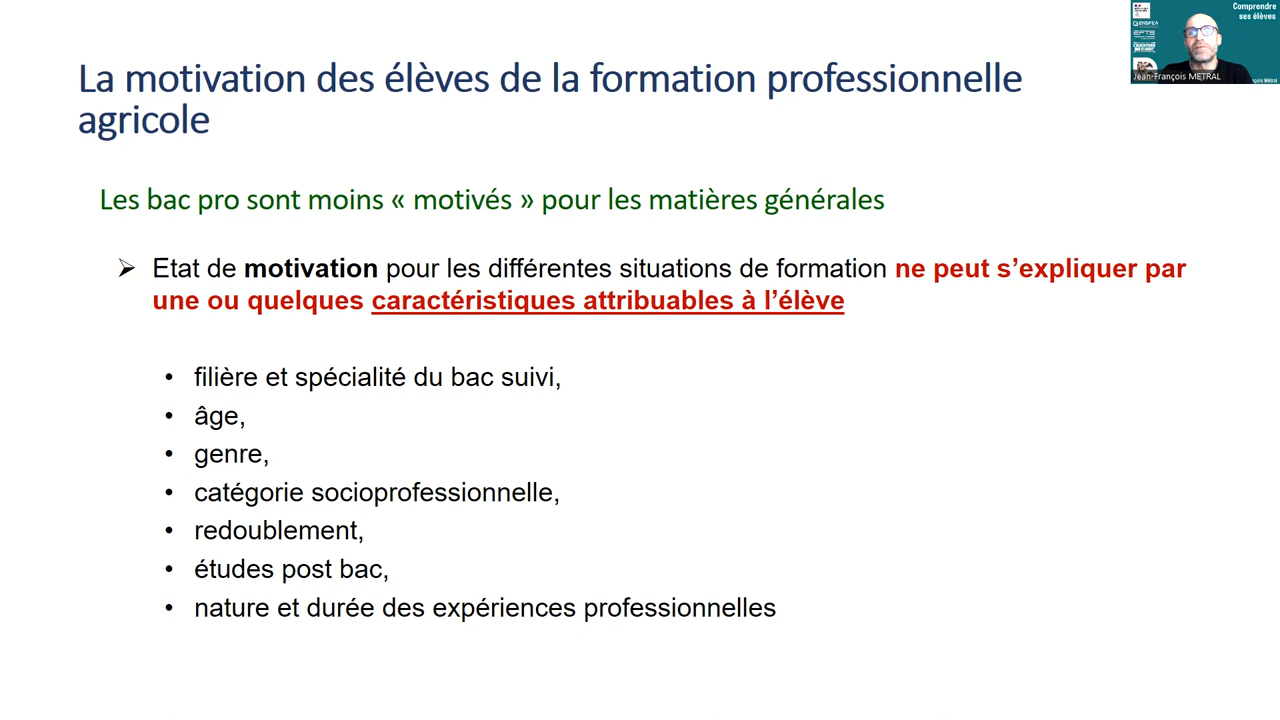 La motivation des élèves de la formation professionnelle
agricole
Comprendre
ses élèves
ENSFEA
EFTS
Jean-François METRAL
Les bac pro sont moins « motivés » pour les matières générales
➢ Etat de motivation pour les différentes situations de formation ne peut s’expliquer par
une ou quelques caractéristiques attribuables à l’élève
• filière et spécialité du bac suivi,
• âge,
• genre,
• catégorie socioprofessionnelle,
• redoublement,
• études post bac,
• nature et durée des expériences professionnelles